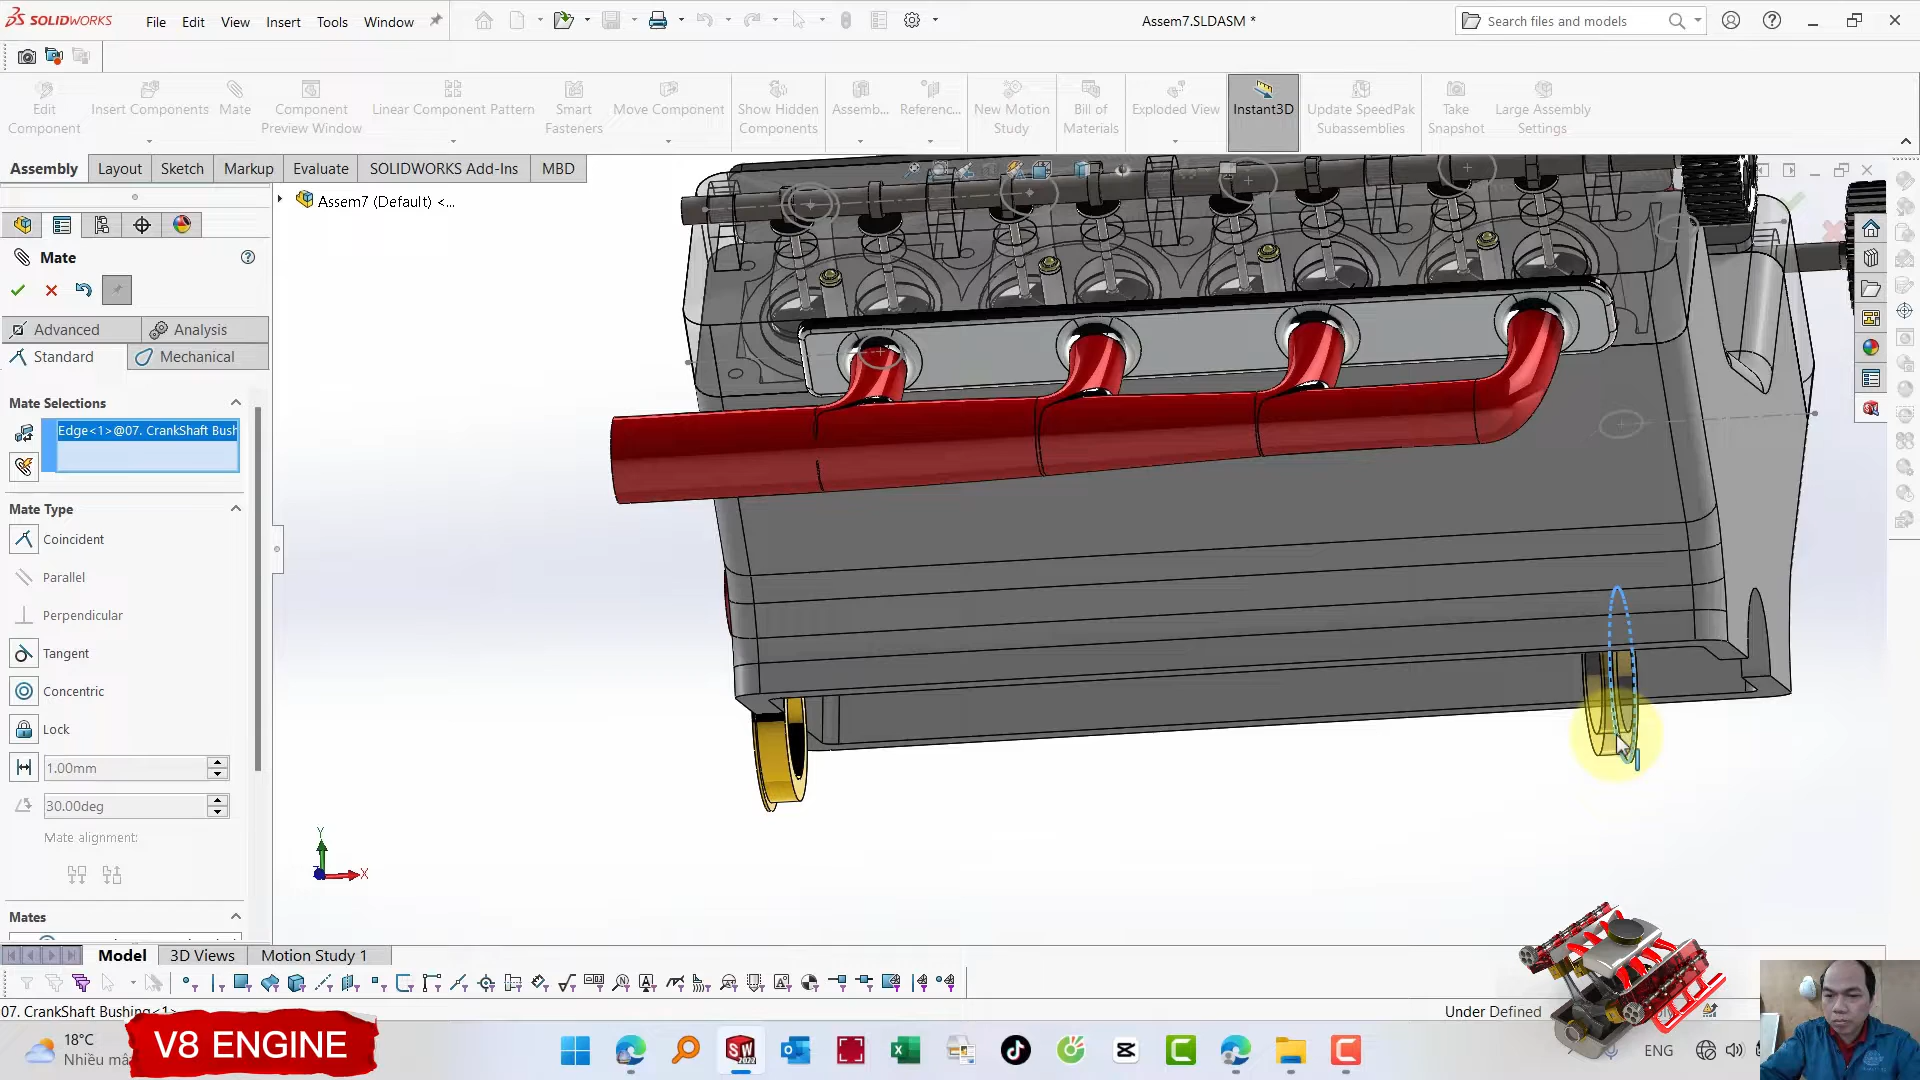 SOLIDWORKS File Edit View Insert Tools Window Assem7.SLDASM * Search files and models
Edit Component Insert Components Mate Component Preview Window Linear Component Pattern Smart Fasteners Move Component Show Hidden Components Assemb... Referenc... New Motion Study Bill of Materials Exploded View Instant3D Update SpeedPak Subassemblies Take Snapshot Large Assembly Settings
Assembly Layout Sketch Markup Evaluate SOLIDWORKS Add-Ins MBD
Assem7 (Default) <...
Mate
Advanced Analysis
Standard Mechanical
Mate Selections
Edge<1>@07. CrankShaft Bush
Mate Type
Coincident
Parallel
Perpendicular
Tangent
Concentric
Lock
1.00mm
30.00deg
Mate alignment:
Mates
Y
X
Model 3D Views Motion Study 1
07. CrankShaft Bushing<1> Under Defined
18°C
Nhiều mâ
V8 ENGINE
ENG